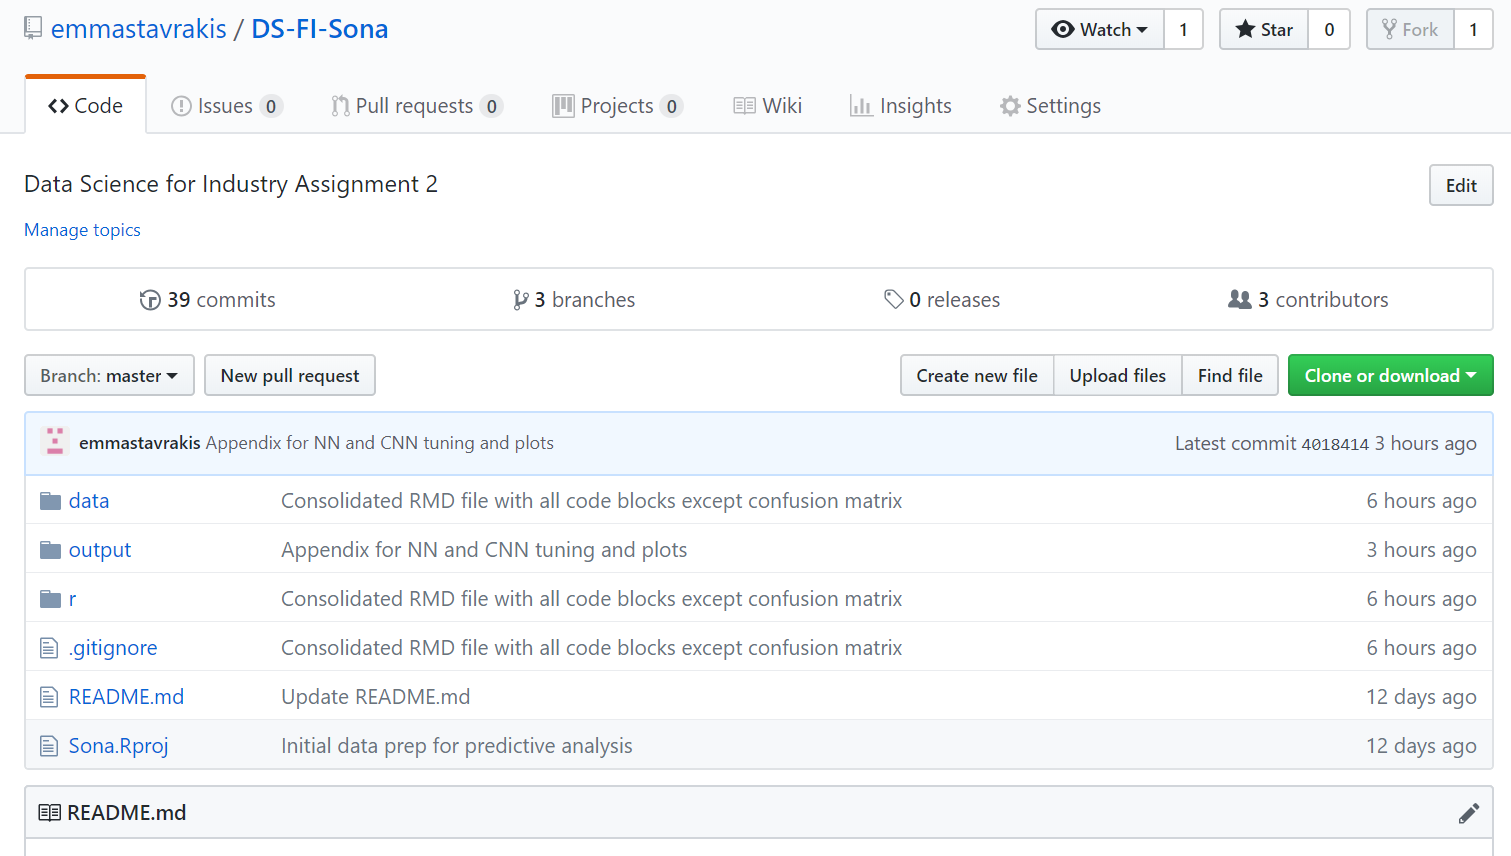 emmastavrakis / DS-FI-Sona Watch 1 Star 0 Fork 1
Code Issues 0 Pull requests 0 Projects 0 Wiki Insights Settings
Data Science for Industry Assignment 2 Edit
Manage topics
39 commits 3 branches 0 releases 3 contributors
Branch: master New pull request Create new file Upload files Find file Clone or download
emmastavrakis Appendix for NN and CNN tuning and plots Latest commit 4018414 3 hours ago
data Consolidated RMD file with all code blocks except confusion matrix 6 hours ago
output Appendix for NN and CNN tuning and plots 3 hours ago
r Consolidated RMD file with all code blocks except confusion matrix 6 hours ago
.gitignore Consolidated RMD file with all code blocks except confusion matrix 6 hours ago
README.md Update README.md 12 days ago
Sona.Rproj Initial data prep for predictive analysis 12 days ago
README.md